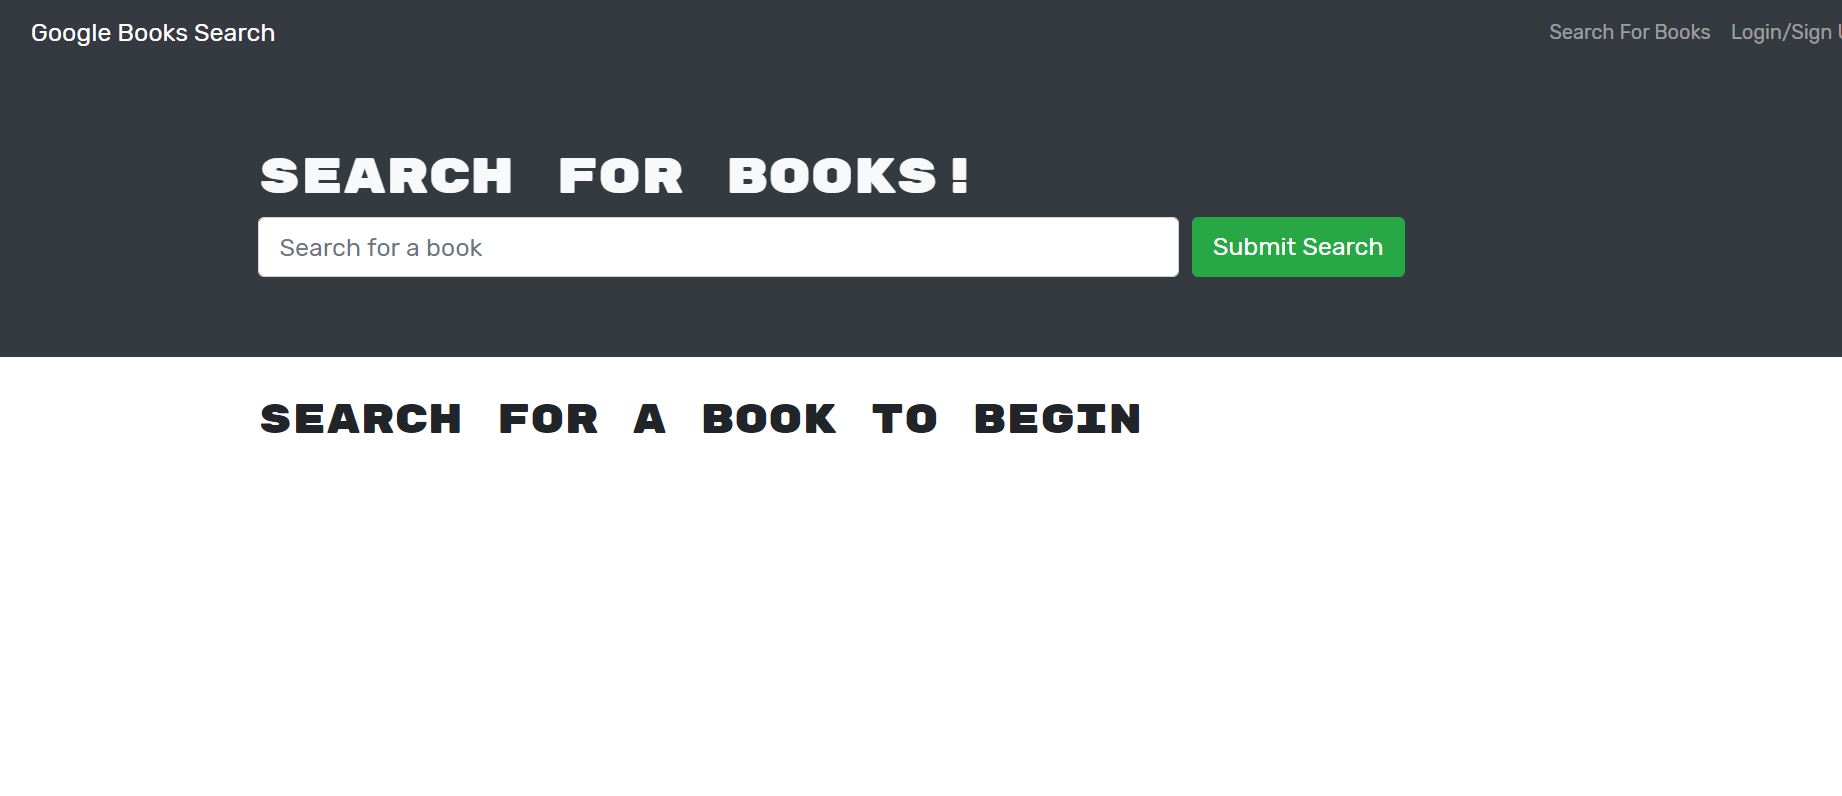 Google Books Search
Search For Books
Login/Sign
SEARCH FOR BOOKS!
Search for a book
Submit Search
SEARCH FOR A BOOK TO BEGIN